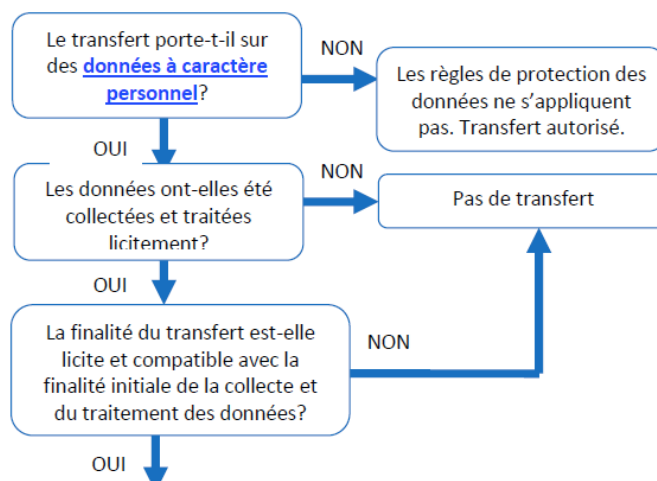 Le transfert porte-t-il sur
des données à caractère
personnel?
NON
Les règles de protection des
données ne s'appliquent
pas. Transfert autorisé.
OUI
Les données ont-elles été
collectées et traitées
licitement?
NON
Pas de transfert
OUI
La finalité du transfert est-elle
licite et compatible avec la
finalité initiale de la collecte et
du traitement des données?
NON
OUI